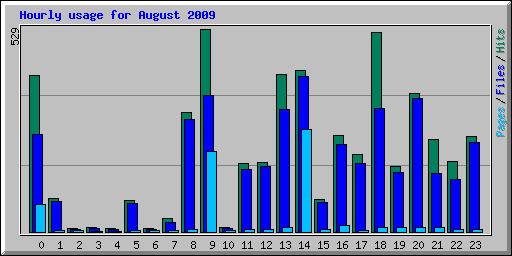 Hourly usage for August 2009
529
Pages / Files / Hits
0 1 2 3 4 5 6 7 8 9 10 11 12 13 14 15 16 17 18 19 20 21 22 23